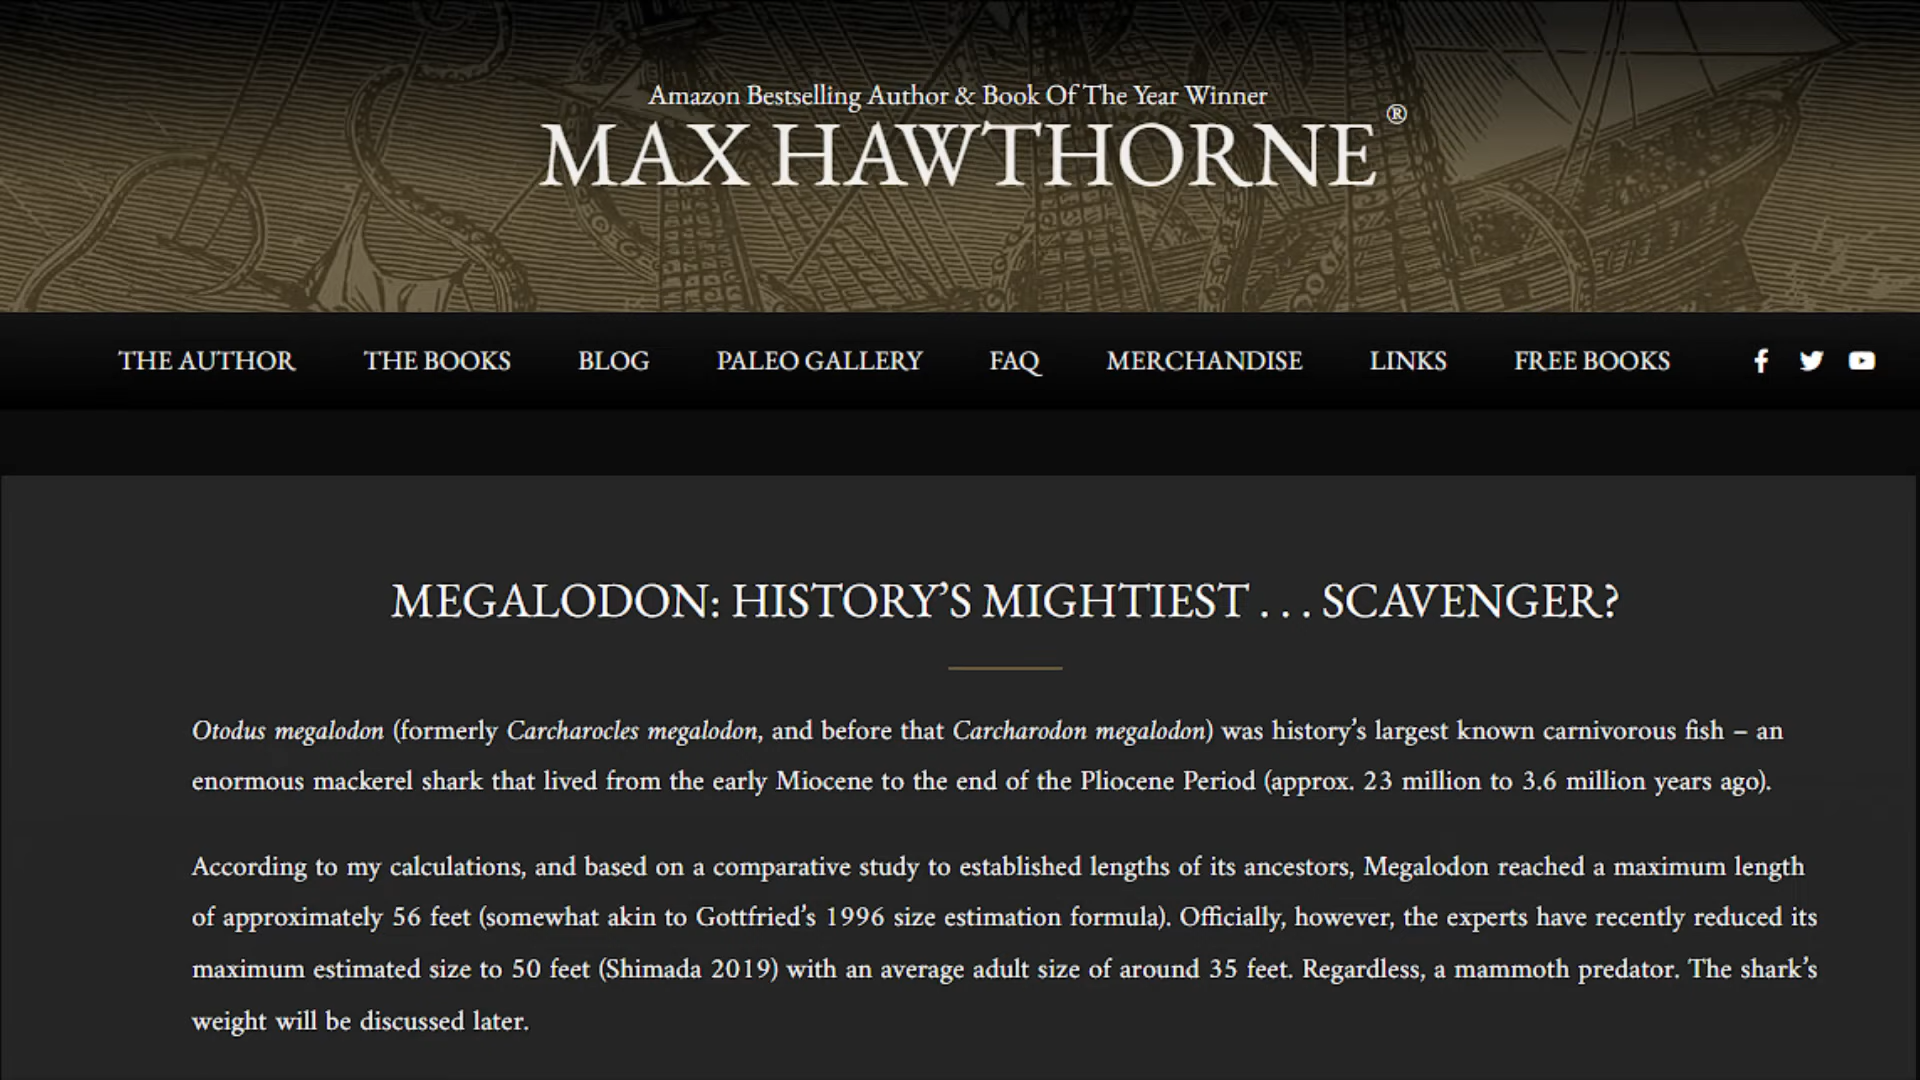 Amazon Bestselling Author & Book Of The Year Winner
MAX HAWTHORNE®
THE AUTHOR THE BOOKS BLOG PALEO GALLERY FAQ MERCHANDISE LINKS FREE BOOKS
MEGALODON: HISTORY’S MIGHTIEST . . . SCAVENGER?
Otodus megalodon (formerly Carcharocles megalodon, and before that Carcharodon megalodon) was history’s largest known carnivorous fish – an
enormous mackerel shark that lived from the early Miocene to the end of the Pliocene Period (approx. 23 million to 3.6 million years ago).
According to my calculations, and based on a comparative study to established lengths of its ancestors, Megalodon reached a maximum length
of approximately 56 feet (somewhat akin to Gottfried’s 1996 size estimation formula). Officially, however, the experts have recently reduced its
maximum estimated size to 50 feet (Shimada 2019) with an average adult size of around 35 feet. Regardless, a mammoth predator. The shark’s
weight will be discussed later.